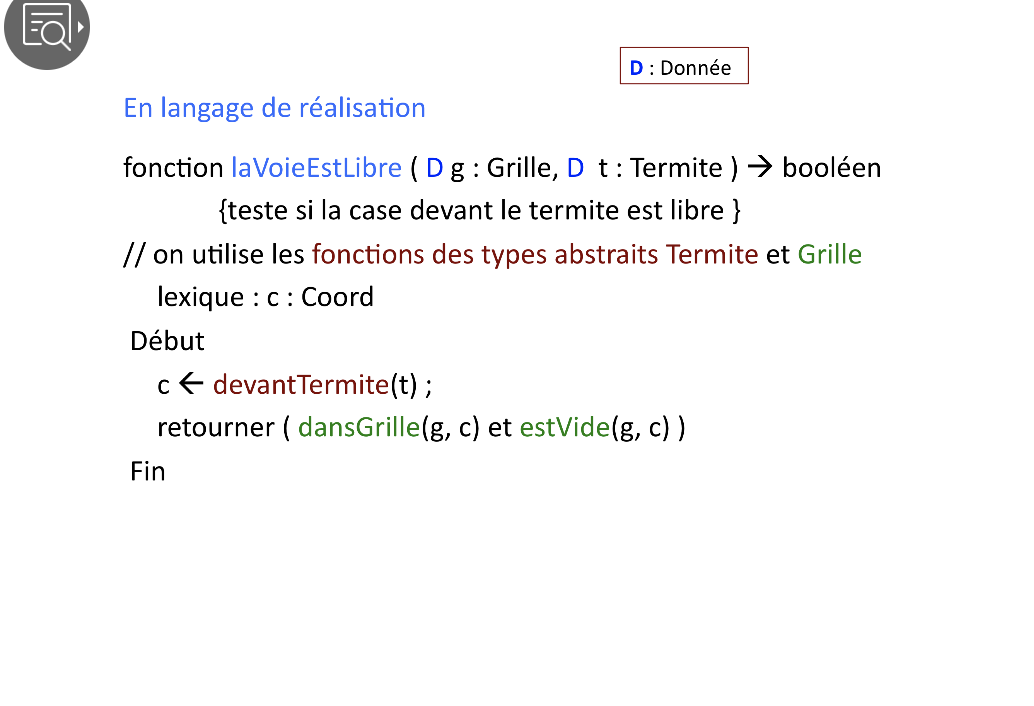 D : Donnée
En langage de réalisation
fonction laVoieEstLibre ( D g : Grille, D t : Termite ) → booléen
{teste si la case devant le termite est libre }
// on utilise les fonctions des types abstraits Termite et Grille
lexique : c : Coord
Début
c ← devantTermite(t) ;
retourner ( dansGrille(g, c) et estVide(g, c) )
Fin